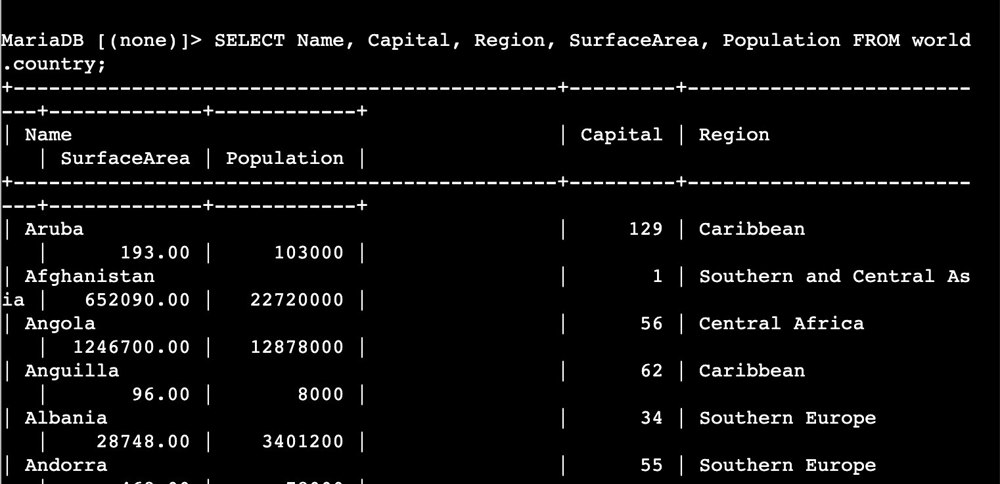 MariaDB [(none)]> SELECT Name, Capital, Region, SurfaceArea, Population FROM world
.country;
+----------------------------------------------+---------+------------------------
---+-------------+------------+
| Name                                         | Capital | Region
   | SurfaceArea | Population |
+----------------------------------------------+---------+------------------------
---+-------------+------------+
| Aruba                                        |     129 | Caribbean
   |      193.00 |     103000 |
| Afghanistan                                  |       1 | Southern and Central As
ia |   652090.00 |   22720000 |
| Angola                                       |      56 | Central Africa
   |  1246700.00 |   12878000 |
| Anguilla                                     |      62 | Caribbean
   |       96.00 |       8000 |
| Albania                                      |      34 | Southern Europe
   |    28748.00 |    3401200 |
| Andorra                                      |      55 | Southern Europe